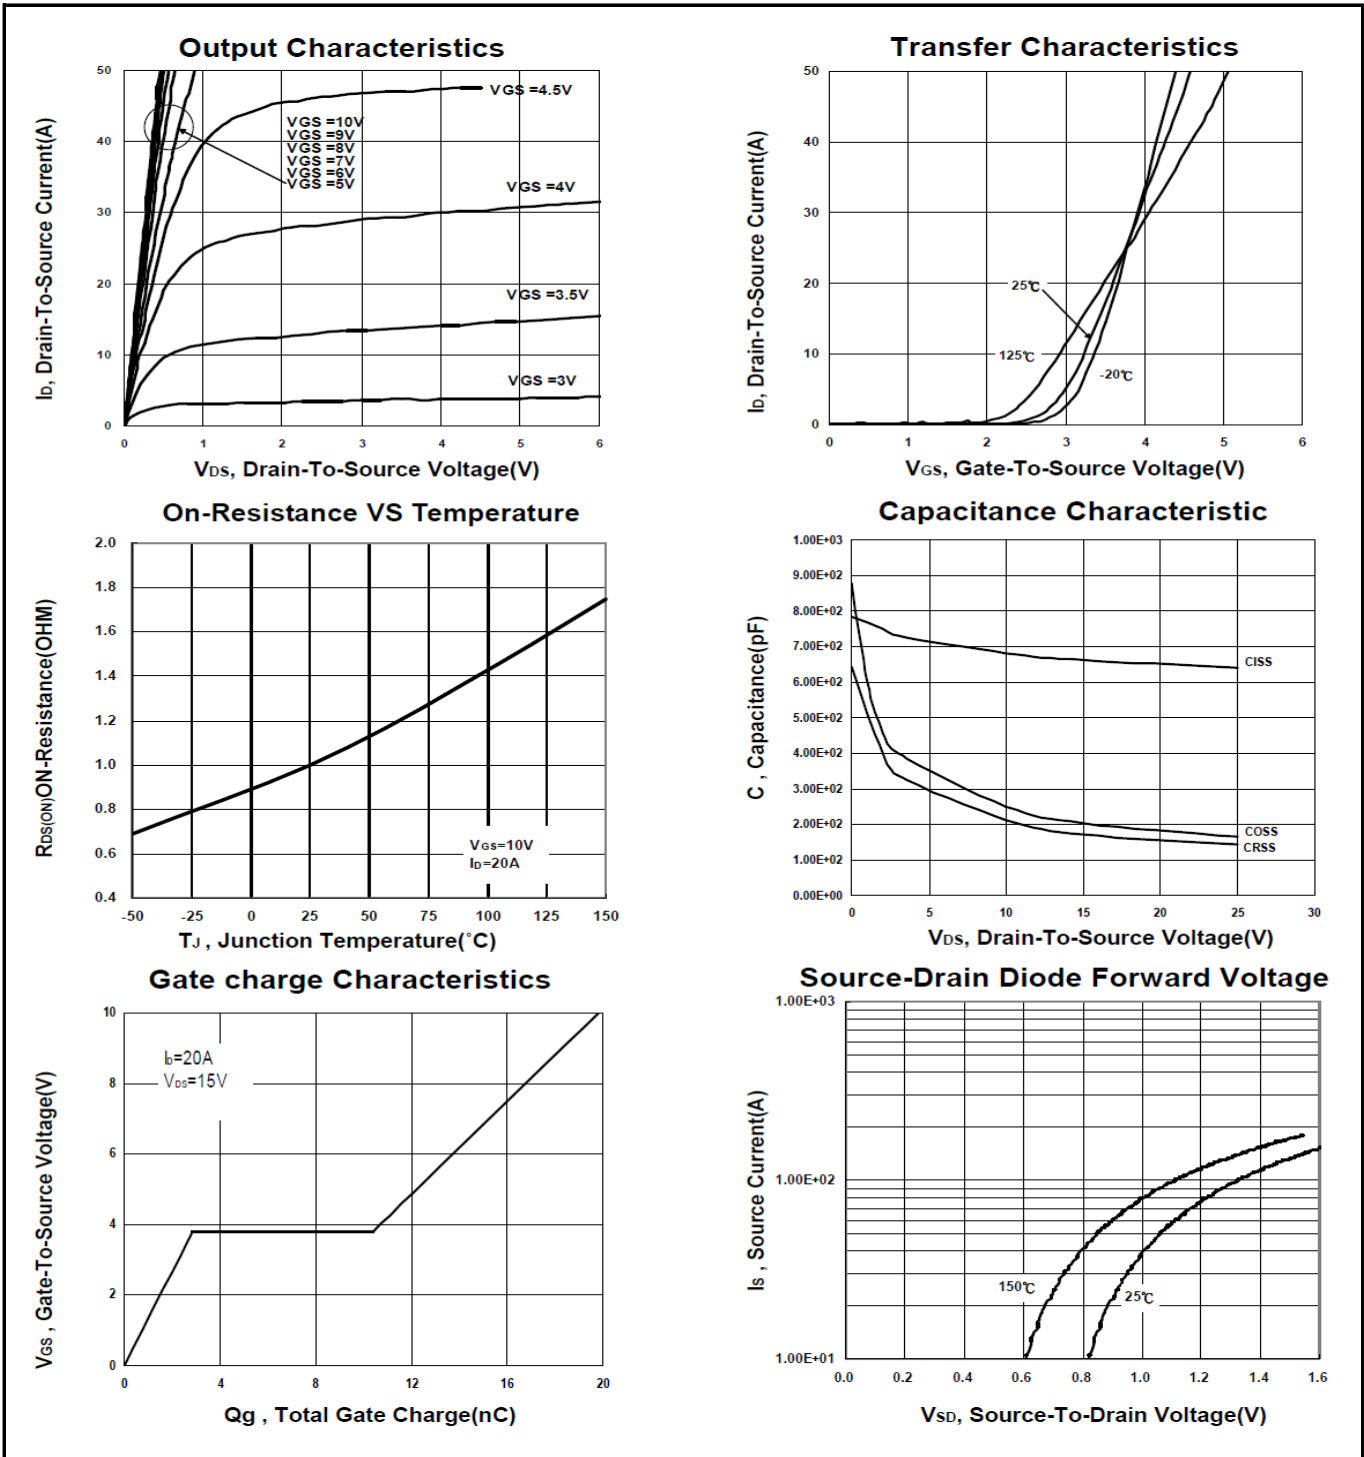 Output Characteristics
50
40
30
20
10
0
0 1 2 3 4 5 6
ID, Drain-To-Source Current(A)
VDS, Drain-To-Source Voltage(V)
VGS =4.5V
VGS =10V
VGS =9V
VGS =8V
VGS =7V
VGS =6V
VGS =5V
VGS =4V
VGS =3.5V
VGS =3V
Transfer Characteristics
50
40
30
20
10
0
0 1 2 3 4 5 6
ID, Drain-To-Source Current(A)
VGS, Gate-To-Source Voltage(V)
25℃
125℃
-20℃
On-Resistance VS Temperature
2.0
1.8
1.6
1.4
1.2
1.0
0.8
0.6
0.4
-50 -25 0 25 50 75 100 125 150
RDS(ON)ON-Resistance(OHM)
TJ , Junction Temperature(˚C)
VGS=10V
ID=20A
Capacitance Characteristic
1.00E+03
9.00E+02
8.00E+02
7.00E+02
6.00E+02
5.00E+02
4.00E+02
3.00E+02
2.00E+02
1.00E+02
0.00E+00
0 5 10 15 20 25 30
C , Capacitance(pF)
VDS, Drain-To-Source Voltage(V)
CISS
COSS
CRSS
Gate charge Characteristics
10
8
6
4
2
0
0 4 8 12 16 20
VGS , Gate-To-Source Voltage(V)
Qg , Total Gate Charge(nC)
ID=20A
VDS=15V
Source-Drain Diode Forward Voltage
1.00E+03
1.00E+02
1.00E+01
0.0 0.2 0.4 0.6 0.8 1.0 1.2 1.4 1.6
IS , Source Current(A)
VSD, Source-To-Drain Voltage(V)
150℃
25℃